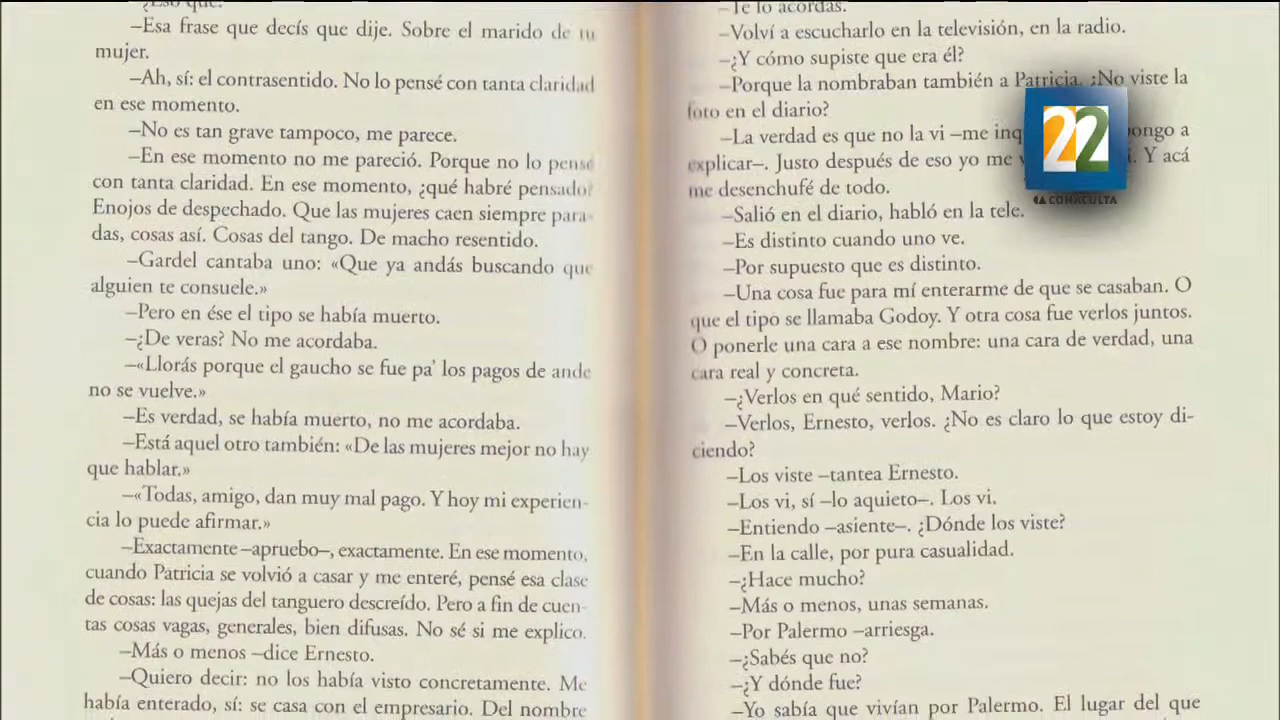 ¿Eso qué?
–Esa frase que decís que dije. Sobre el marido de tu
mujer.
–Ah, sí: el contrasentido. No lo pensé con tanta claridad
en ese momento.
–No es tan grave tampoco, me parece.
–En ese momento no me pareció. Porque no lo pensé
con tanta claridad. En ese momento, ¿qué habré pensado?
Enojos de despechado. Que las mujeres caen siempre para-
das, cosas así. Cosas del tango. De macho resentido.
–Gardel cantaba uno: «Que ya andás buscando que
alguien te consuele.»
–Pero en ése el tipo se había muerto.
–¿De veras? No me acordaba.
–«Llorás porque el gaucho se fue pa’ los pagos de ande
no se vuelve.»
–Es verdad, se había muerto, no me acordaba.
–Está aquel otro también: «De las mujeres mejor no hay
que hablar.»
–«Todas, amigo, dan muy mal pago. Y hoy mi experien-
cia lo puede afirmar.»
–Exactamente –apruebo–, exactamente. En ese momento,
cuando Patricia se volvió a casar y me enteré, pensé esa clase
de cosas: las quejas del tanguero descreído. Pero a fin de cuen-
tas cosas vagas, generales, bien difusas. No sé si me explico.
–Más o menos –dice Ernesto.
–Quiero decir: no los había visto concretamente. Me
había enterado, sí: se casa con el empresario. Del nombre
–Te lo acordás.
–Volví a escucharlo en la televisión, en la radio.
–¿Y cómo supiste que era él?
–Porque la nombraban también a Patricia. ¿No viste la
foto en el diario?
–La verdad es que no la vi –me inq ongo a
explicar–. Justo después de eso yo me Y acá
me desenchufé de todo.
–Salió en el diario, habló en la tele.
–Es distinto cuando uno ve.
–Por supuesto que es distinto.
–Una cosa fue para mí enterarme de que se casaban. O
que el tipo se llamaba Godoy. Y otra cosa fue verlos juntos.
O ponerle una cara a ese nombre: una cara de verdad, una
cara real y concreta.
–¿Verlos en qué sentido, Mario?
–Verlos, Ernesto, verlos. ¿No es claro lo que estoy di-
ciendo?
–Los viste –tantea Ernesto.
–Los vi, sí –lo aquieto–. Los vi.
–Entiendo –asiente–. ¿Dónde los viste?
–En la calle, por pura casualidad.
–¿Hace mucho?
–Más o menos, unas semanas.
–Por Palermo –arriesga.
–¿Sabés que no?
–¿Y dónde fue?
–Yo sabía que vivían por Palermo. El lugar del que
22
CONACULTA